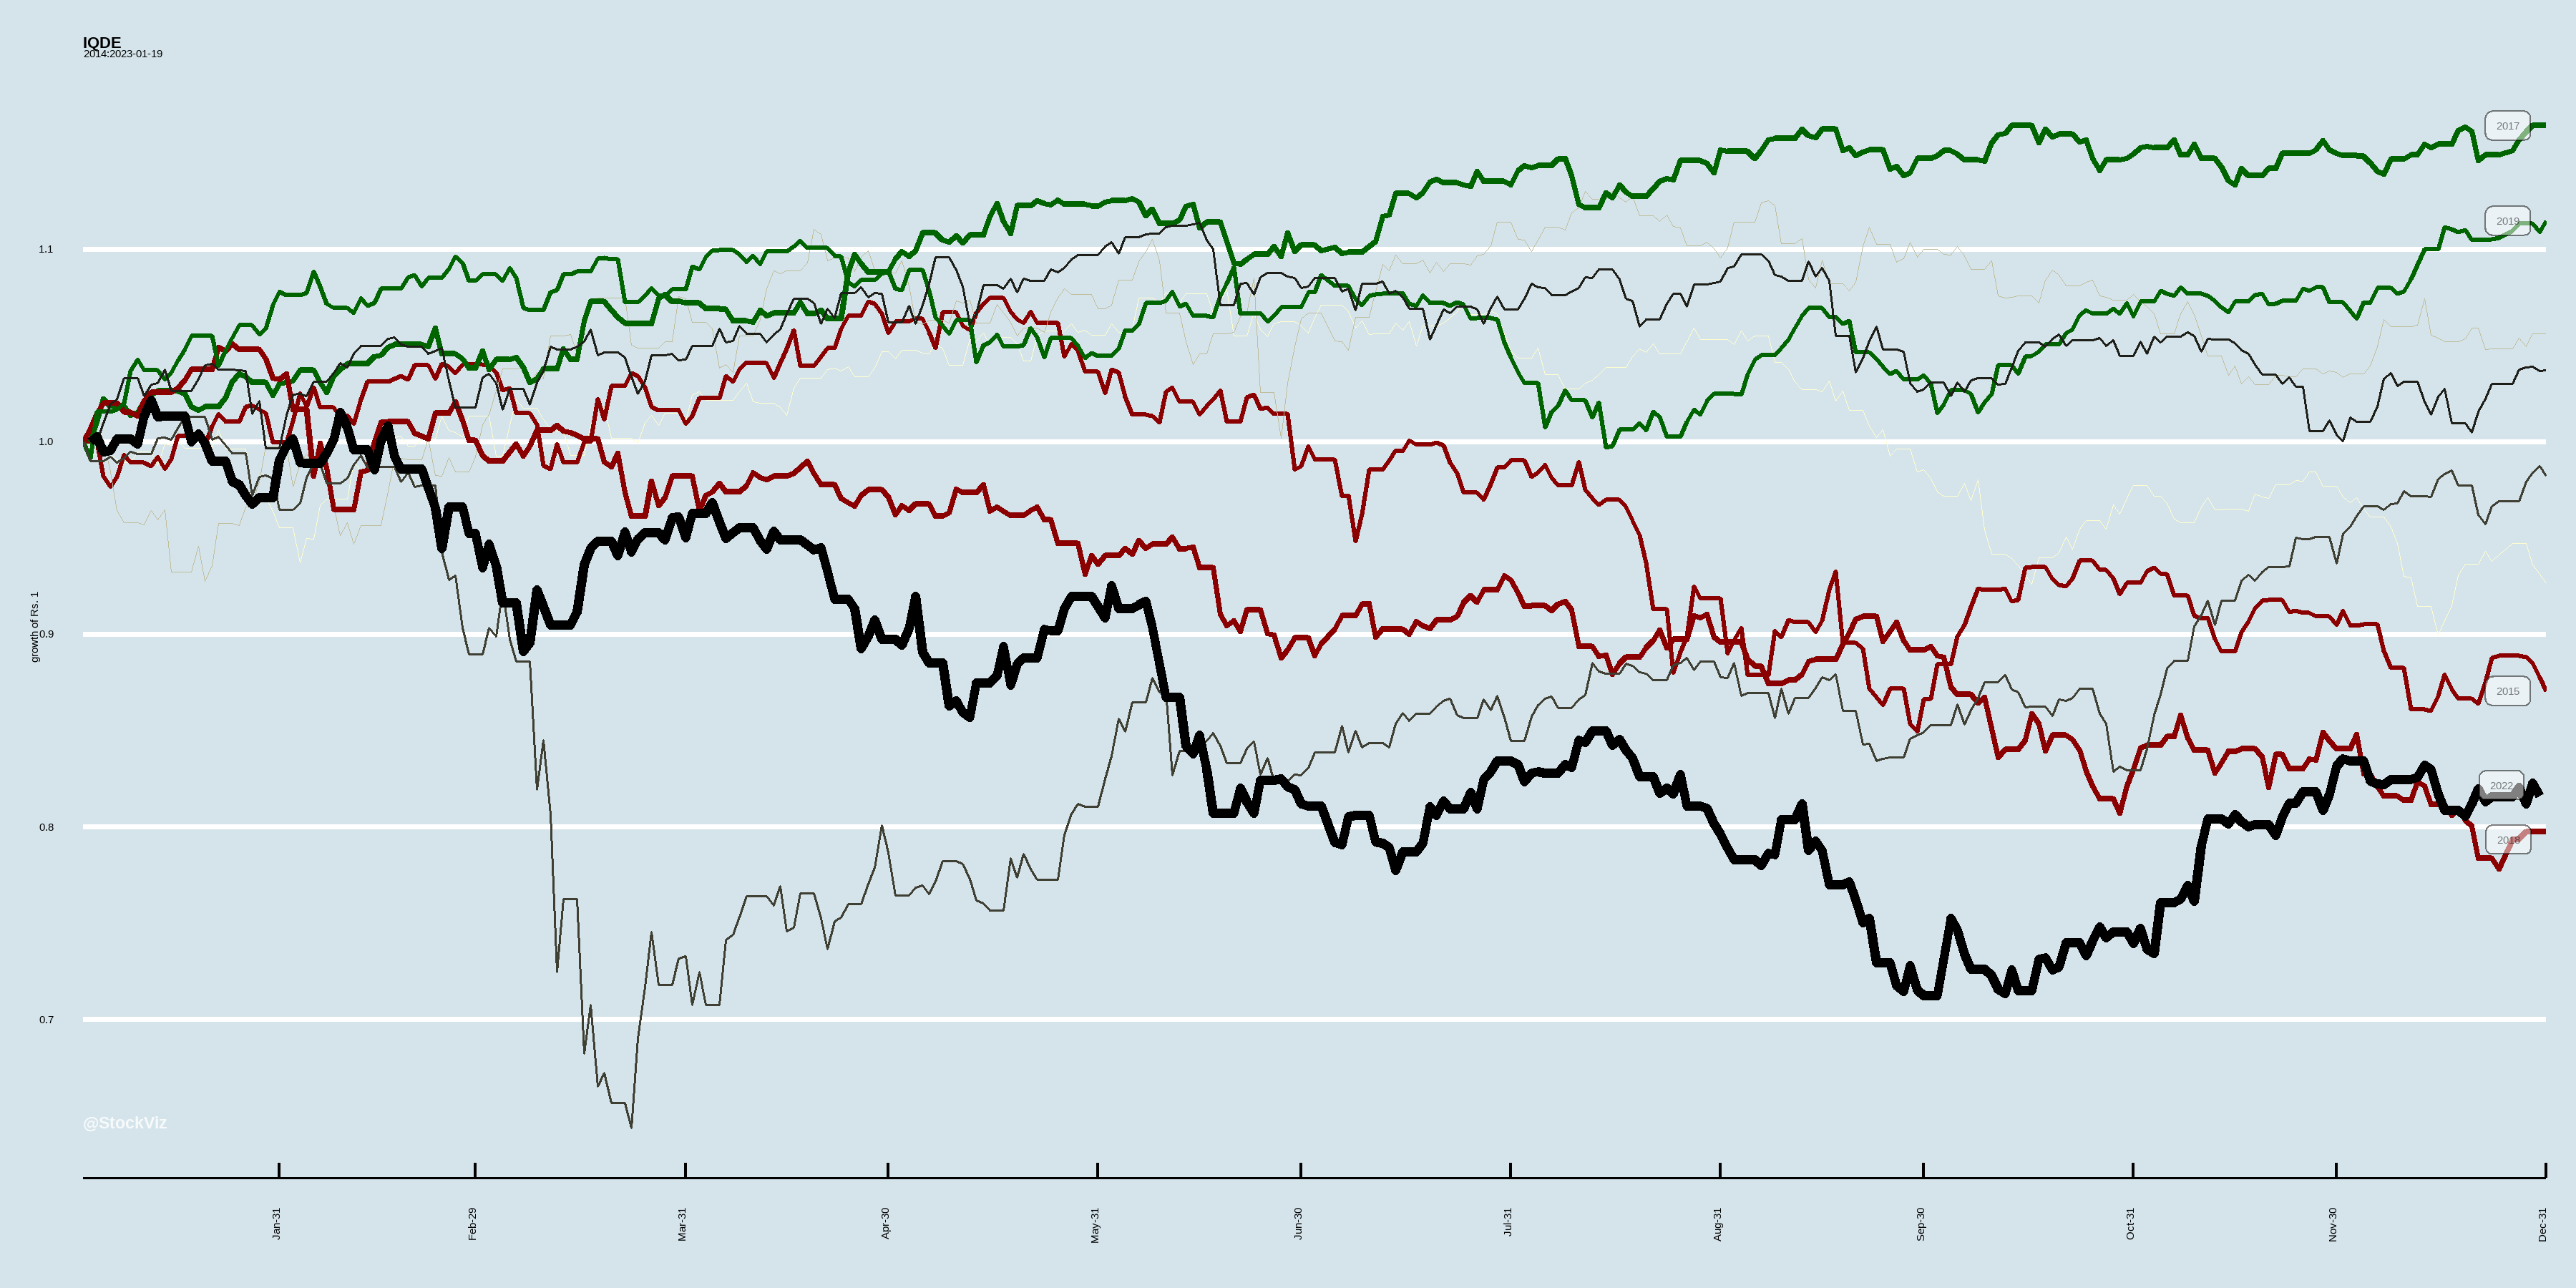 IQDE
2014:2023-01-19
2017
2019
1.1
1.0
0.9
growth of Rs. 1
2015
2022
0.8
0.7
@StockViz
Jan-31
Feb-29
Mar-31
Apr-30
May-31
Jun-30
Jul-31
Aug-31
Sep-30
Oct-31
Nov-30
Dec-31